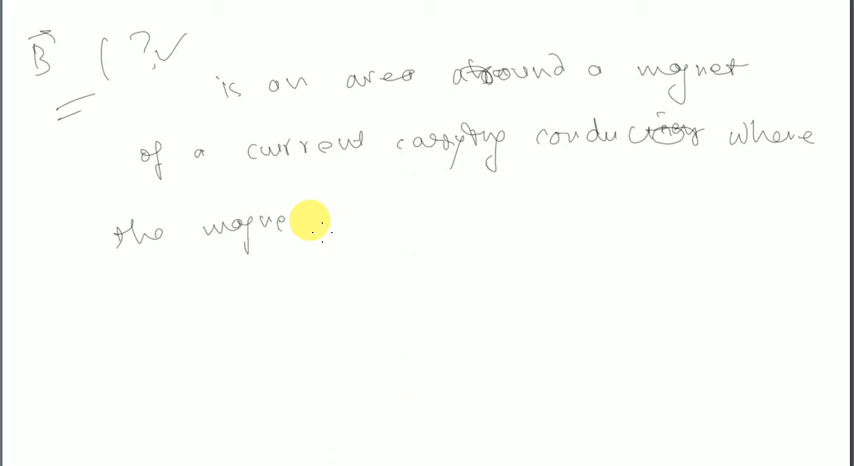 B⃗ ( ?,✓
is an area around a magnet
of a current carrying conductor where
the magne